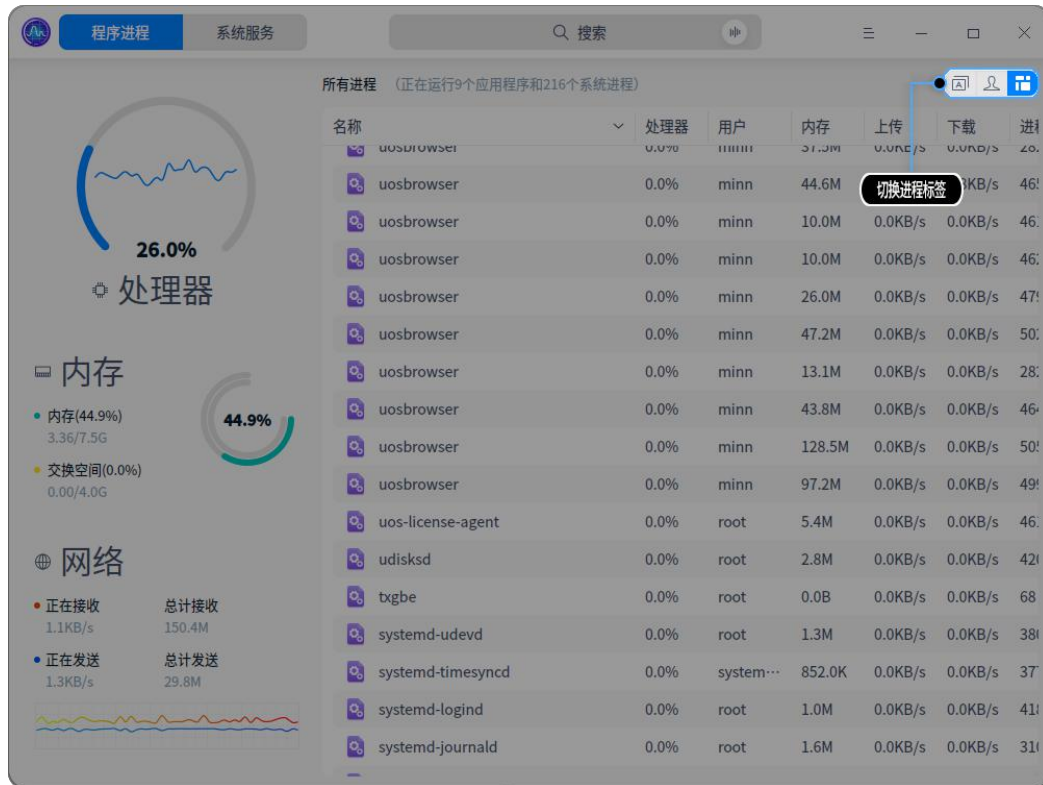 程序进程 系统服务 搜索
所有进程 (正在运行9个应用程序和216个系统进程)
名称 处理器 用户 内存 上传 下载
uosbrowser 0.0% minn 37.5M 0.0KB/s 0.0KB/s
uosbrowser 0.0% minn 44.6M
切换进程标签
uosbrowser 0.0% minn 10.0M 0.0KB/s 0.0KB/s
uosbrowser 0.0% minn 10.0M 0.0KB/s 0.0KB/s
uosbrowser 0.0% minn 26.0M 0.0KB/s 0.0KB/s
uosbrowser 0.0% minn 47.2M 0.0KB/s 0.0KB/s
uosbrowser 0.0% minn 13.1M 0.0KB/s 0.0KB/s
uosbrowser 0.0% minn 43.8M 0.0KB/s 0.0KB/s
uosbrowser 0.0% minn 128.5M 0.0KB/s 0.0KB/s
uosbrowser 0.0% minn 97.2M 0.0KB/s 0.0KB/s
uos-license-agent 0.0% root 5.4M 0.0KB/s 0.0KB/s
udisksd 0.0% root 2.8M 0.0KB/s 0.0KB/s
txgbe 0.0% root 0.0B 0.0KB/s 0.0KB/s 68
systemd-udevd 0.0% root 1.3M 0.0KB/s 0.0KB/s
systemd-timesyncd 0.0% system… 852.0K 0.0KB/s 0.0KB/s
systemd-logind 0.0% root 1.0M 0.0KB/s 0.0KB/s
systemd-journald 0.0% root 1.6M 0.0KB/s 0.0KB/s
26.0%
处理器
内存
内存(44.9%)
3.36/7.5G
44.9%
交换空间(0.0%)
0.00/4.0G
网络
正在接收 总计接收
1.1KB/s 150.4M
正在发送 总计发送
1.3KB/s 29.8M